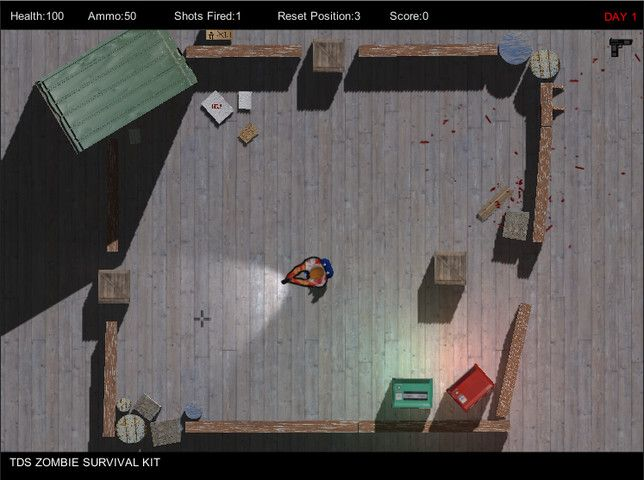 Health:100 Ammo:50 Shots Fired:1 Reset Position:3 Score:0 DAY 1
TDS ZOMBIE SURVIVAL KIT